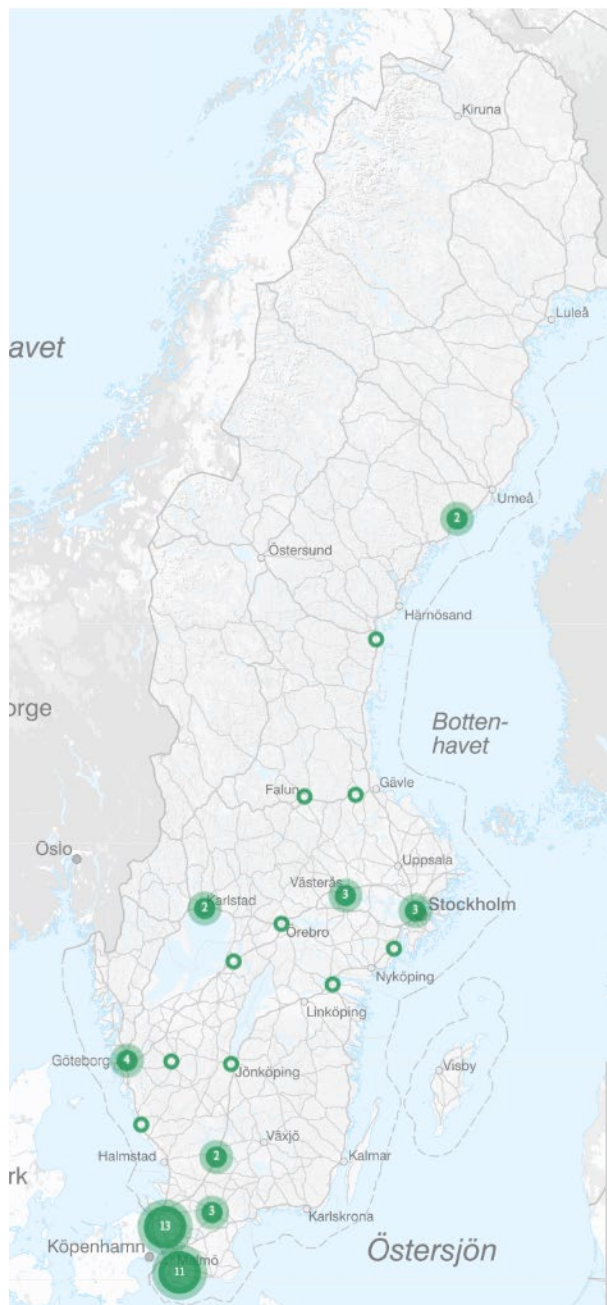 Kiruna
Luleå
avet
Umeå
2
Östersund
Härnösand
orge
Botten-
havet
Falun
Gävle
Oslo
Uppsala
Västerås
3
2
Karlstad
3
Stockholm
Örebro
Nyköping
Linköping
Göteborg
4
Jönköping
Visby
Växjö
2
Halmstad
Kalmar
rk
3
Karlskrona
13
Köpenhamn
Malmö
11
Östersjön